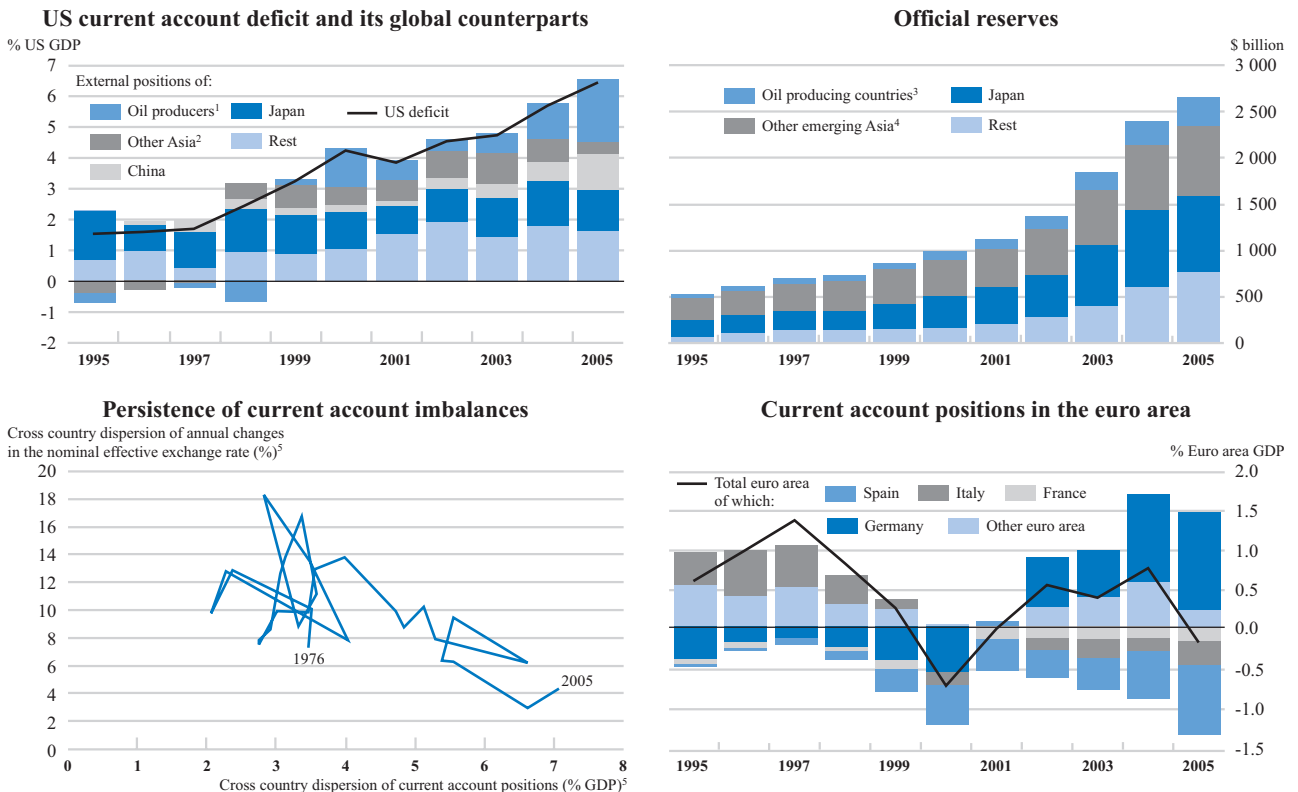 US current account deficit and its global counterparts
% US GDP
7
6
5
4
3
2
1
0
-1
-2
External positions of:
Oil producers¹
Japan
US deficit
Other Asia²
Rest
China
1995
1997
1999
2001
2003
2005
Official reserves
$ billion
3 000
2 500
2 000
1 500
1 000
500
0
Oil producing countries³
Japan
Other emerging Asia⁴
Rest
1995
1997
1999
2001
2003
2005
Persistence of current account imbalances
Cross country dispersion of annual changes
in the nominal effective exchange rate (%)⁵
20
18
16
14
12
10
8
6
4
2
0
1976
2005
0
1
2
3
4
5
6
7
8
Cross country dispersion of current account positions (% GDP)⁵
Current account positions in the euro area
% Euro area GDP
2.0
1.5
1.0
0.5
0.0
-0.5
-1.0
-1.5
Total euro area
of which:
Spain
Italy
France
Germany
Other euro area
1995
1997
1999
2001
2003
2005